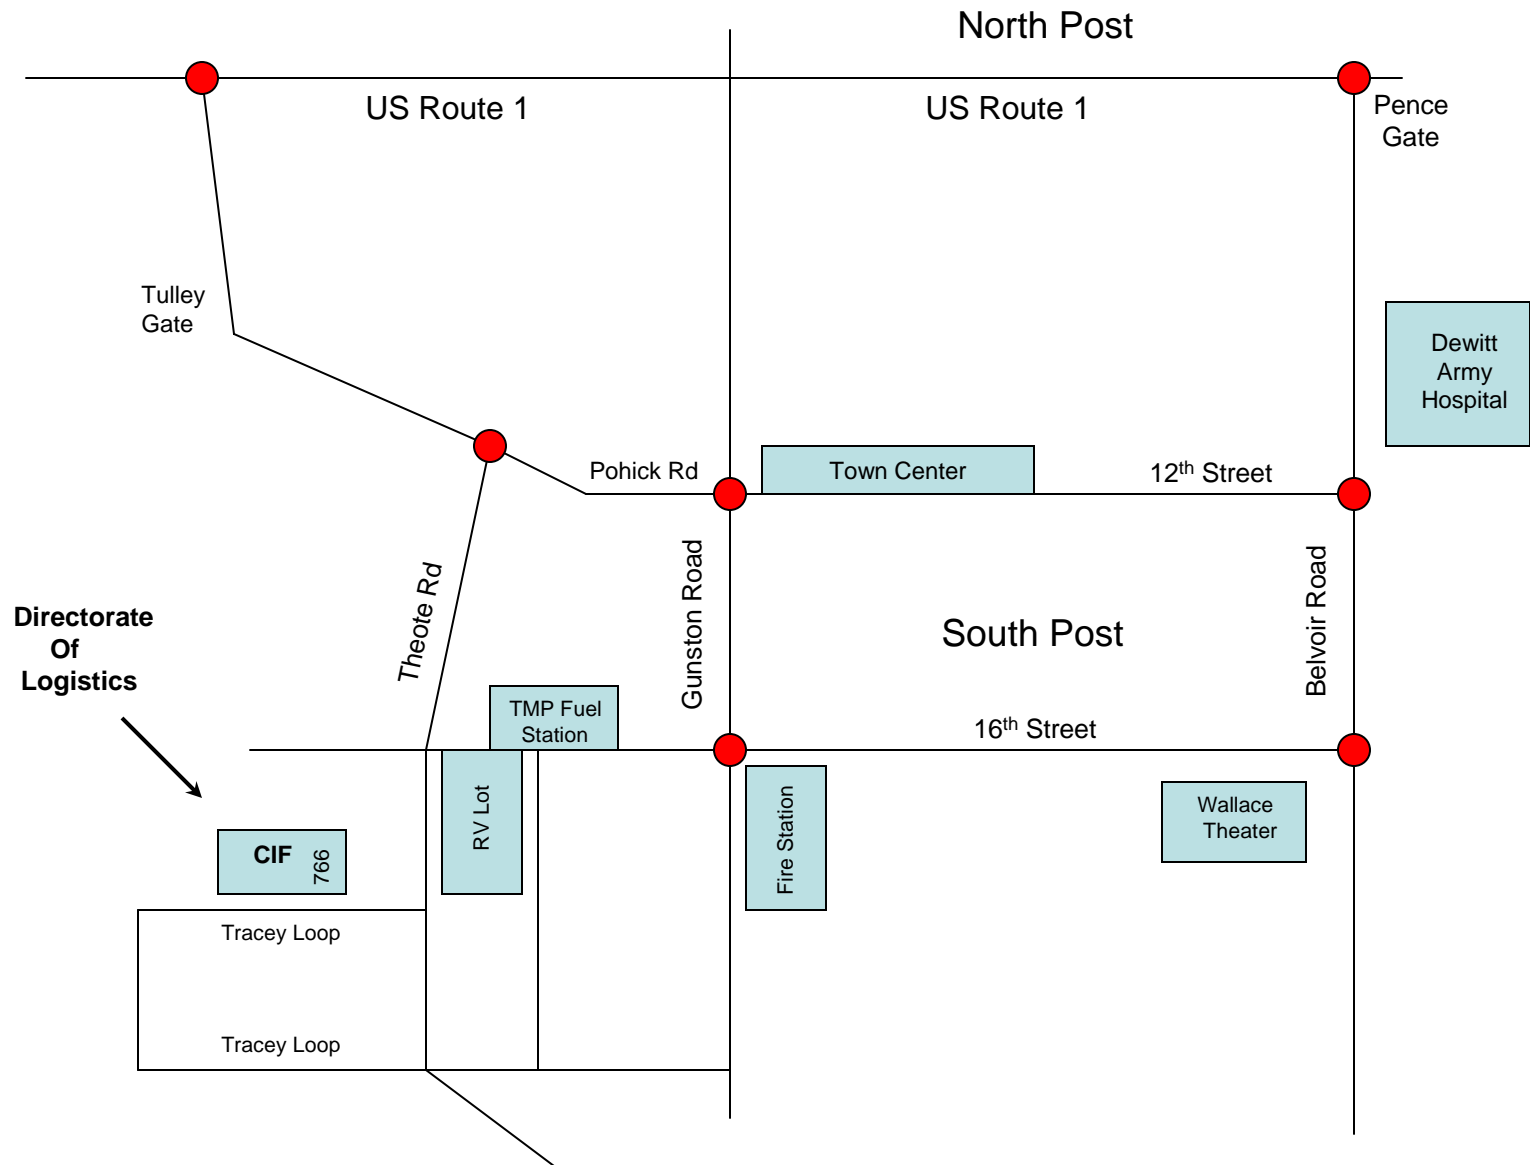 North Post
US Route 1
US Route 1
Pence
Gate
Tulley
Gate
Dewitt
Army
Hospital
Pohick Rd
Town Center
12th Street
Theote Rd
Gunston Road
Belvoir Road
South Post
Directorate
Of
Logistics
TMP Fuel
Station
16th Street
RV Lot
Fire Station
Wallace
Theater
CIF
766
Tracey Loop
Tracey Loop